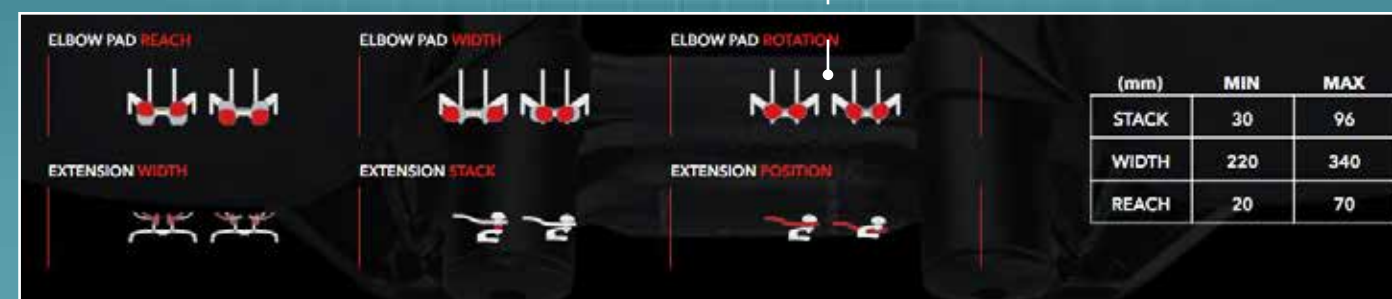 ELBOW PAD REACH
ELBOW PAD WIDTH
ELBOW PAD ROTATION
EXTENSION WIDTH
EXTENSION STACK
EXTENSION POSITION
(mm) MIN MAX
STACK 30 96
WIDTH 220 340
REACH 20 70